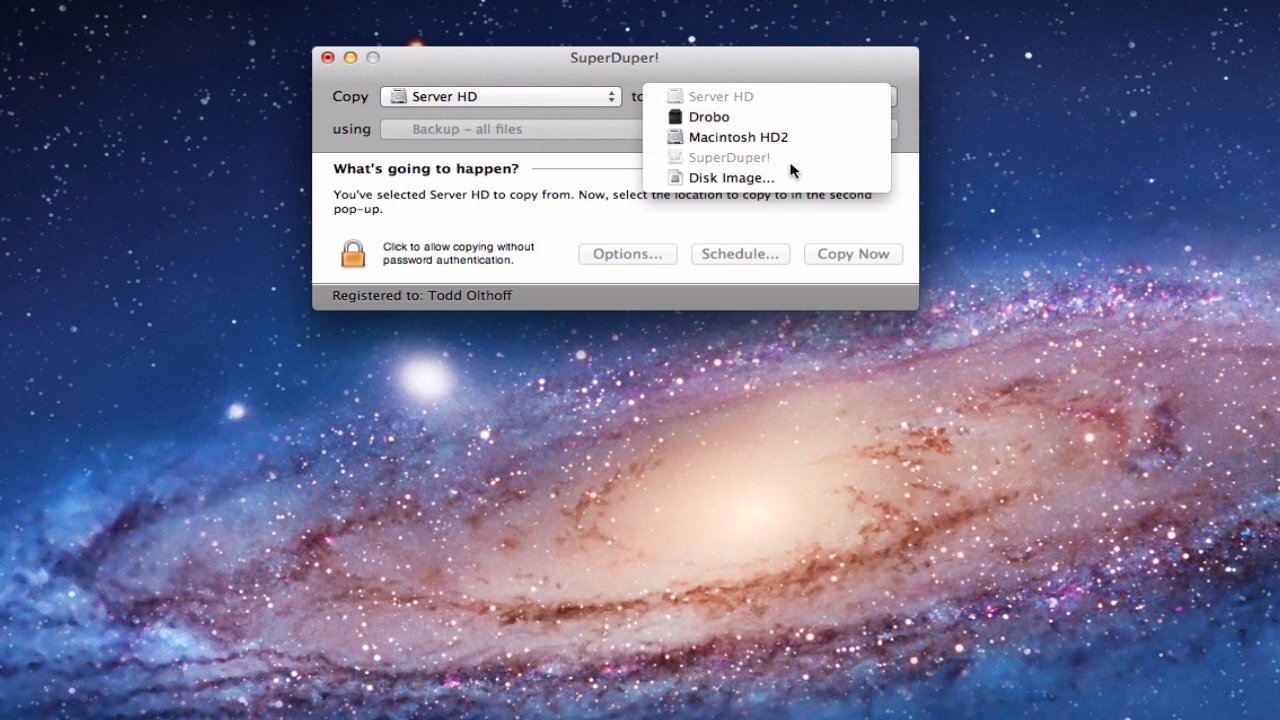 SuperDuper!
Copy Server HD to
Server HD
Drobo
Macintosh HD2
SuperDuper!
Disk Image...
using Backup – all files
What's going to happen?
You've selected Server HD to copy from. Now, select the location to copy to in the second
pop-up.
Click to allow copying without
password authentication.
Options... Schedule... Copy Now
Registered to: Todd Olthoff